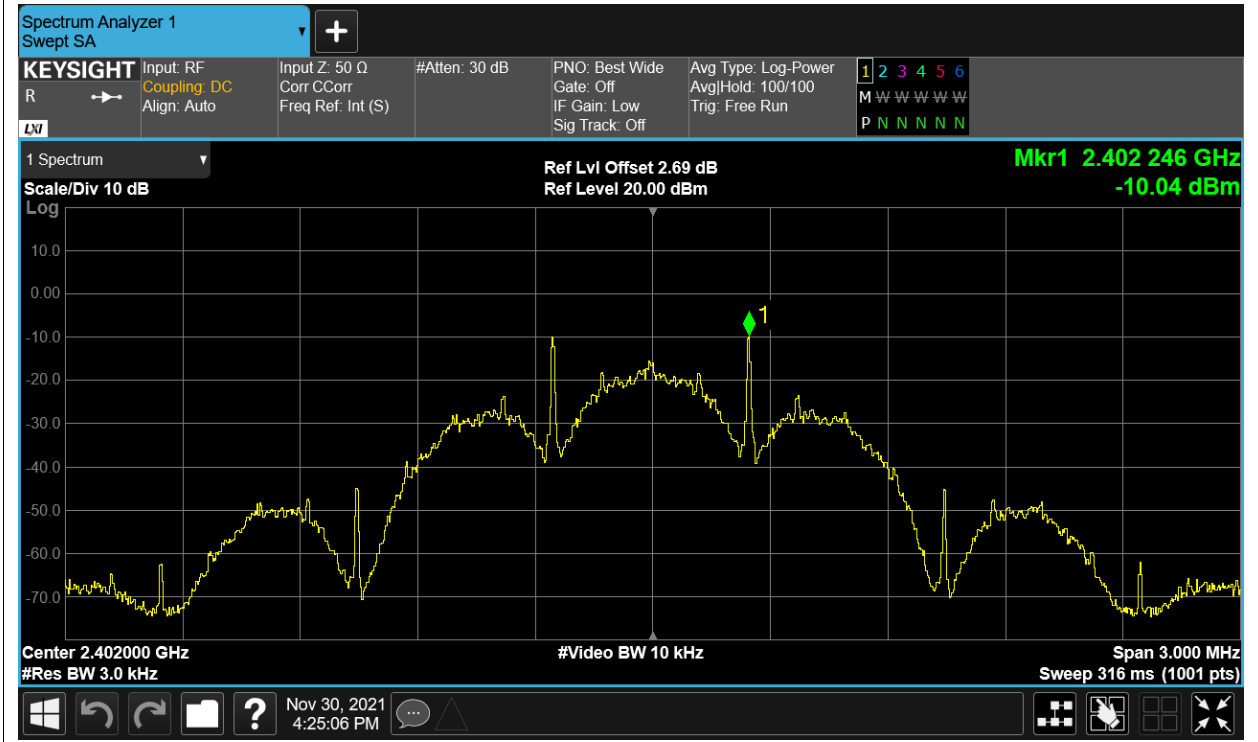 Spectrum Analyzer 1
Swept SA
+
KEYSIGHT
R
LXI
Input: RF
Coupling: DC
Align: Auto
Input Z: 50 Ω
Corr CCorr
Freq Ref: Int (S)
#Atten: 30 dB
PNO: Best Wide
Gate: Off
IF Gain: Low
Sig Track: Off
Avg Type: Log-Power
Avg|Hold: 100/100
Trig: Free Run
1 2 3 4 5 6
M W W W W W W
P N N N N N N
1 Spectrum
Scale/Div 10 dB
Log
Ref Lvl Offset 2.69 dB
Ref Level 20.00 dBm
Mkr1 2.402 246 GHz
-10.04 dBm
10.0
0.00
-10.0
-20.0
-30.0
-40.0
-50.0
-60.0
-70.0
1
Center 2.402000 GHz
#Res BW 3.0 kHz
#Video BW 10 kHz
Span 3.000 MHz
Sweep 316 ms (1001 pts)
?
Nov 30, 2021
4:25:06 PM